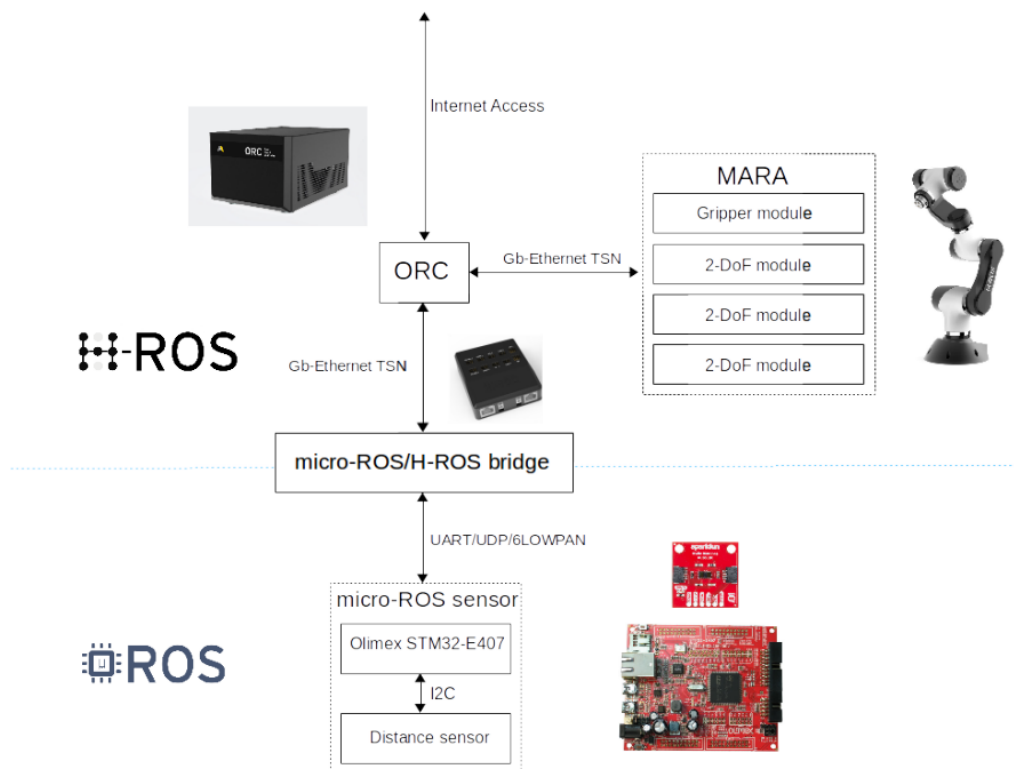 Internet Access
ORC
MARA
Gripper module
Gb-Ethernet TSN
ORC
2-DoF module
2-DoF module
H-ROS
Gb-Ethernet TSN
2-DoF module
micro-ROS/H-ROS bridge
UART/UDP/6LOWPAN
micro-ROS sensor
Olimex STM32-E407
ROS
I2C
Distance sensor